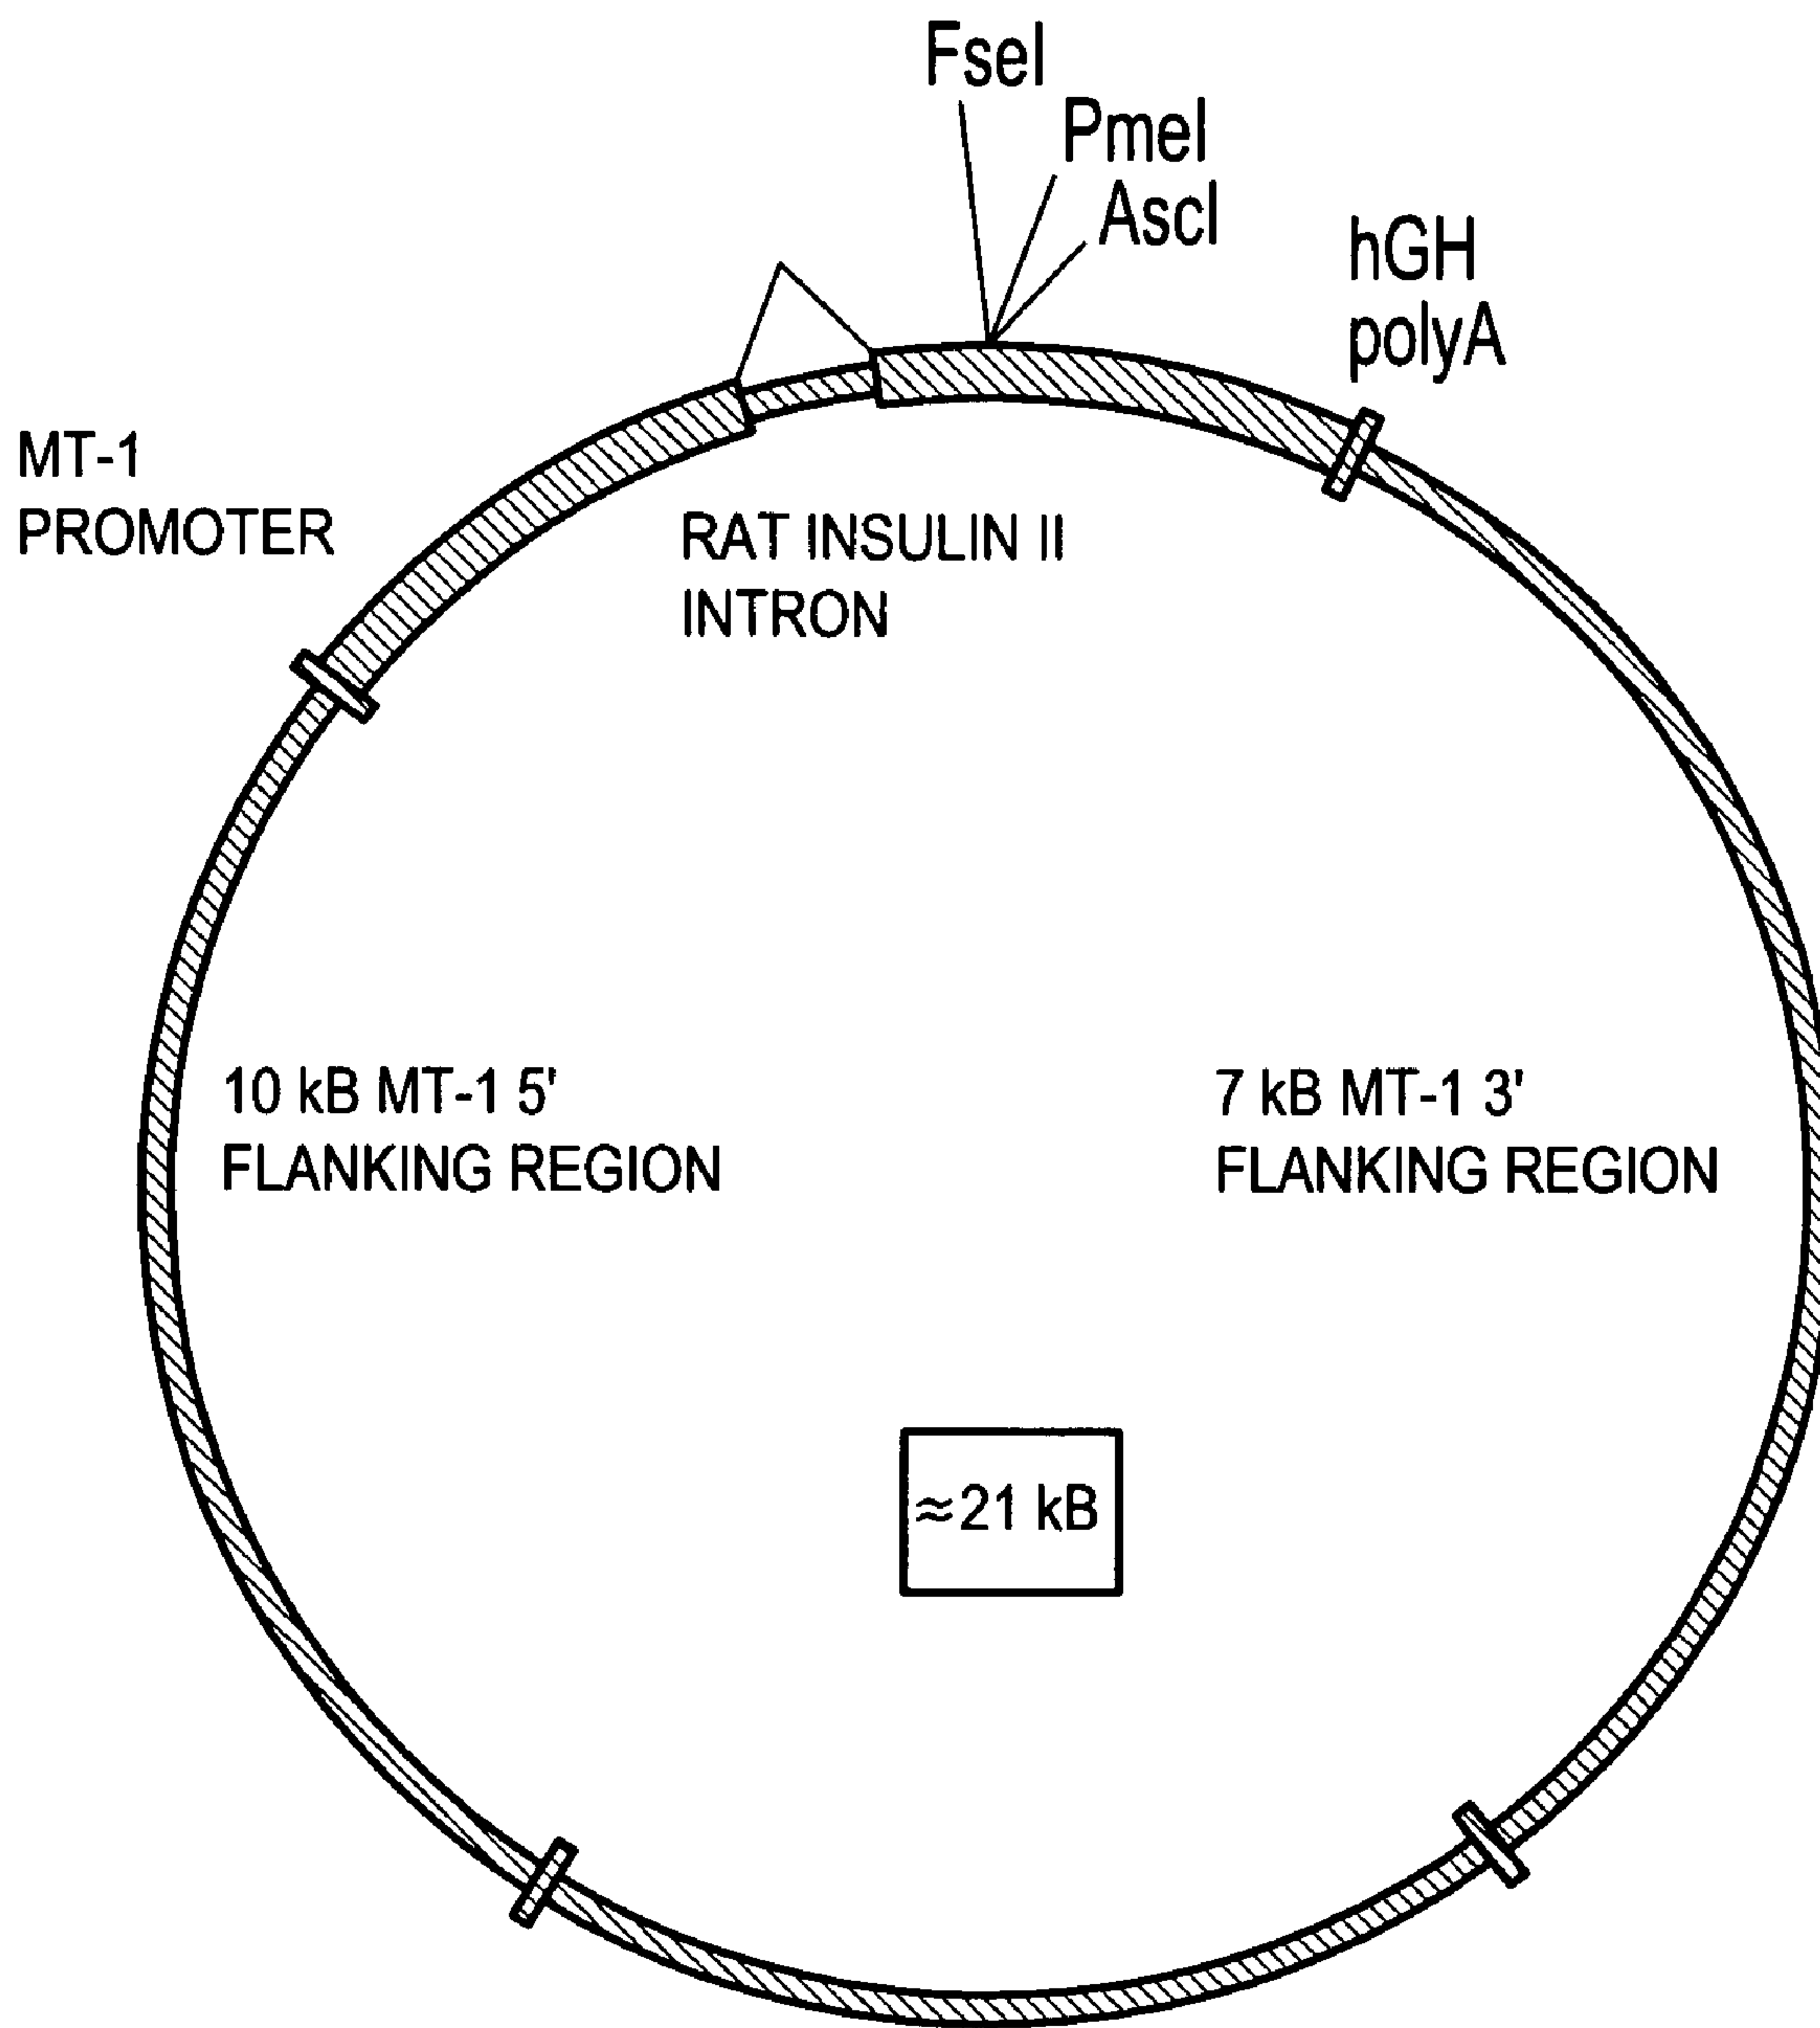 FseI
PmeI
AscI
hGH
polyA
MT-1
PROMOTER
RAT INSULIN II
INTRON
10 kB MT-1 5'
FLANKING REGION
7 kB MT-1 3'
FLANKING REGION
≈21 kB